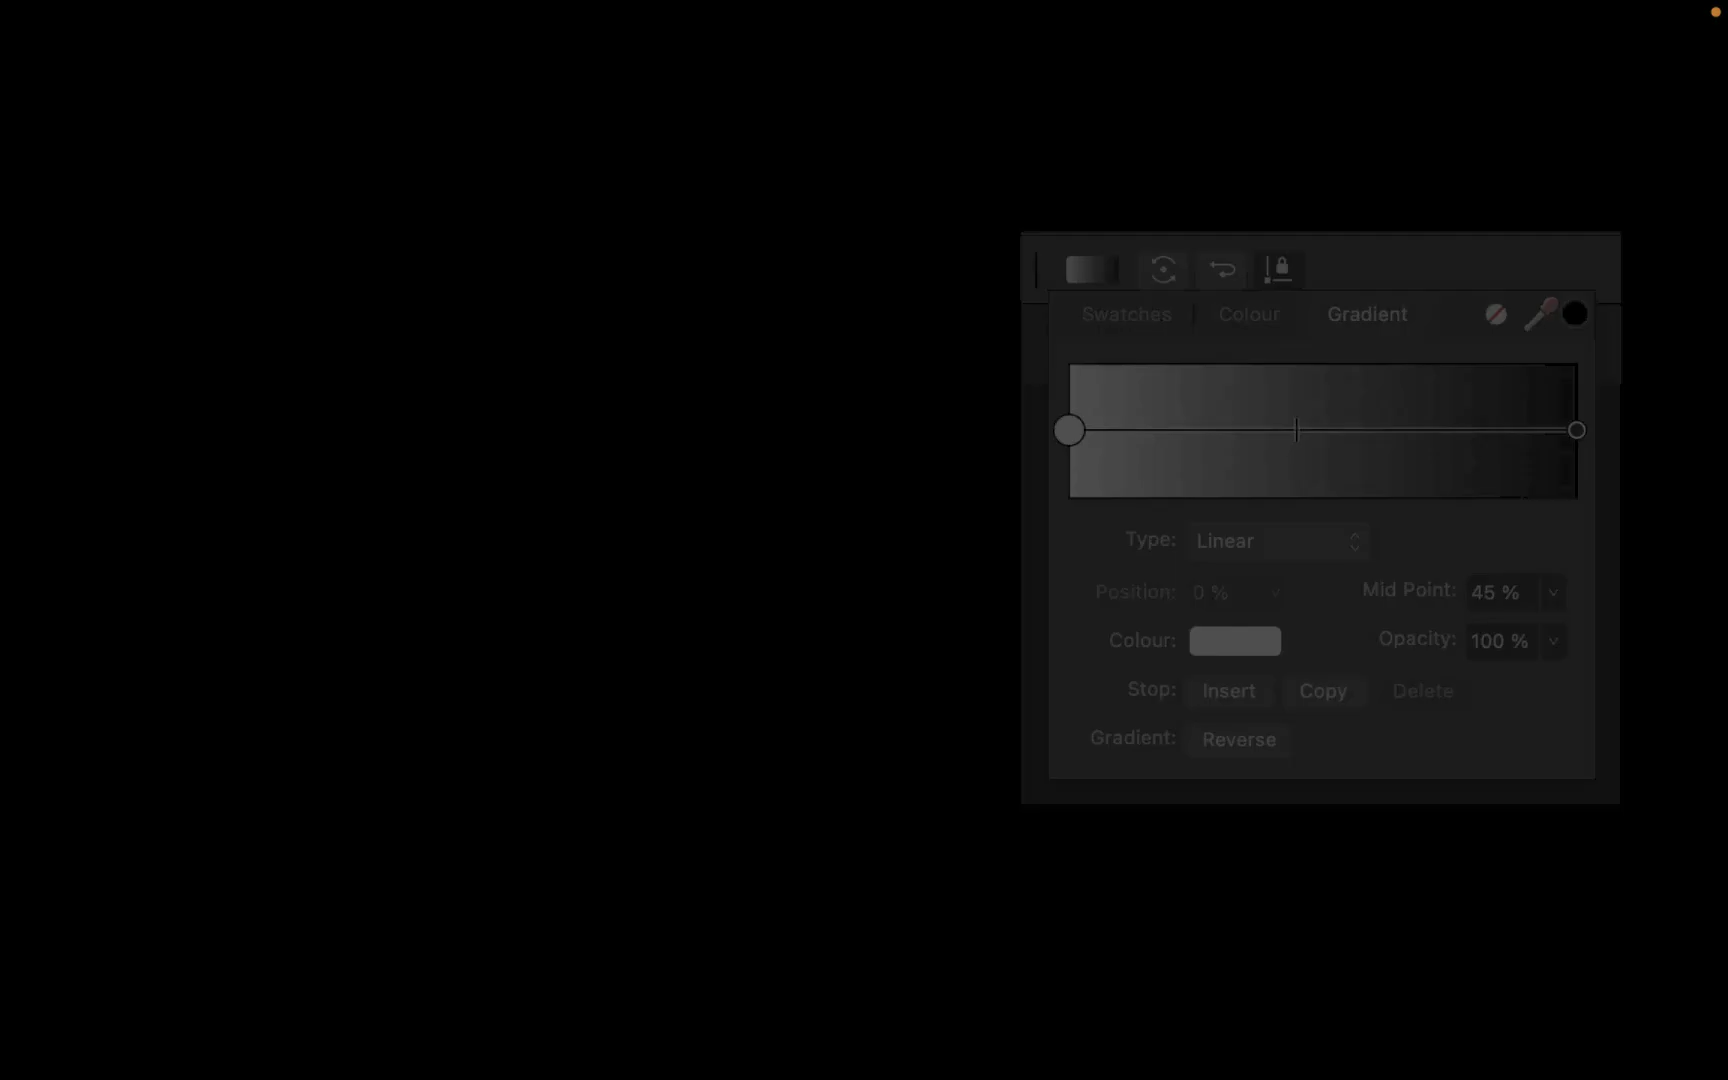 Swatches Colour Gradient
Type: Linear
Position: 0 % Mid Point: 45 %
Colour: Opacity: 100 %
Stop: Insert Copy Delete
Gradient: Reverse